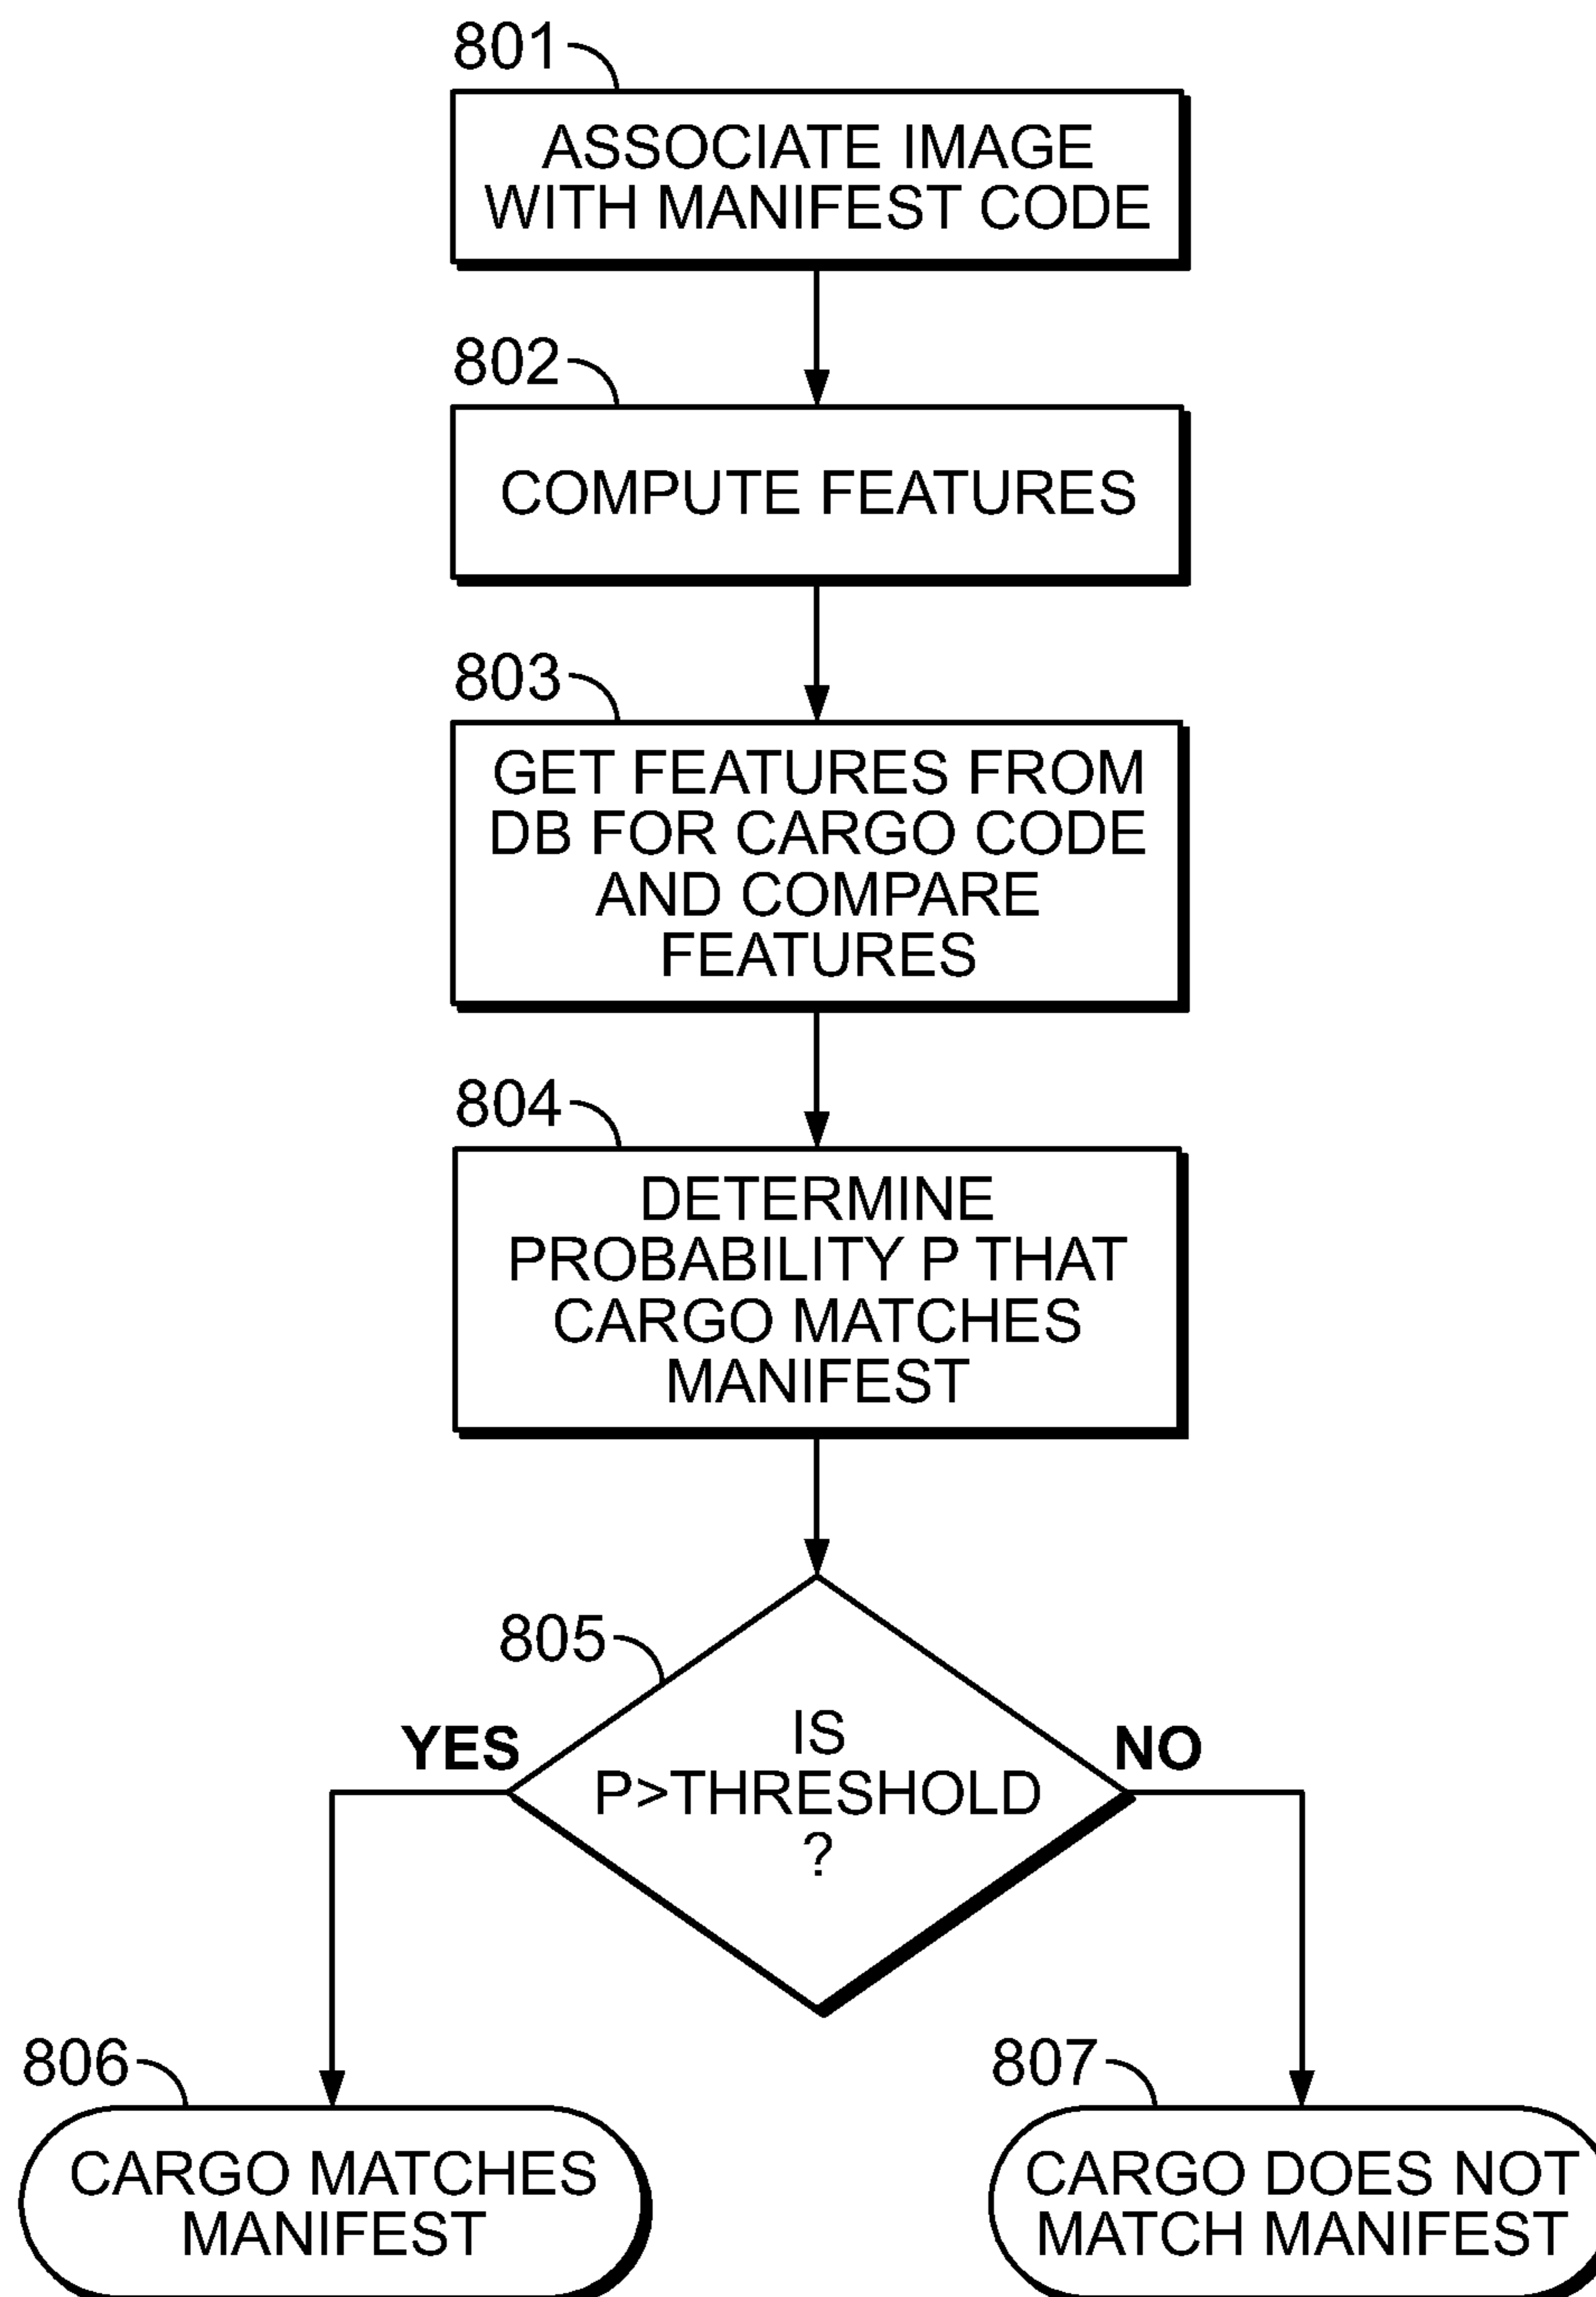 801
ASSOCIATE IMAGE
WITH MANIFEST CODE
802
COMPUTE FEATURES
803
GET FEATURES FROM
DB FOR CARGO CODE
AND COMPARE
FEATURES
804
DETERMINE
PROBABILITY P THAT
CARGO MATCHES
MANIFEST
805
IS
P>THRESHOLD
?
YES
NO
806
CARGO MATCHES
MANIFEST
807
CARGO DOES NOT
MATCH MANIFEST